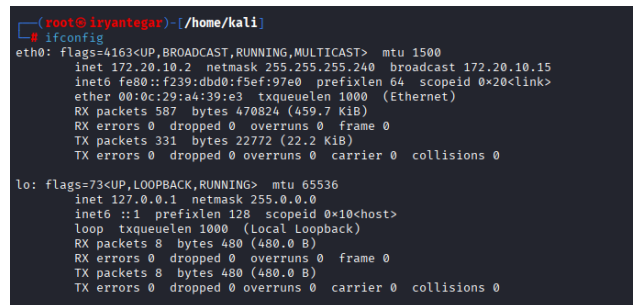 ┌──(root㉿iryantegar)-[/home/kali]
└─# ifconfig
eth0: flags=4163<UP,BROADCAST,RUNNING,MULTICAST>  mtu 1500
        inet 172.20.10.2  netmask 255.255.255.240  broadcast 172.20.10.15
        inet6 fe80::f239:dbd0:f5ef:97e0  prefixlen 64  scopeid 0×20<link>
        ether 00:0c:29:a4:39:e3  txqueuelen 1000  (Ethernet)
        RX packets 587  bytes 470824 (459.7 KiB)
        RX errors 0  dropped 0  overruns 0  frame 0
        TX packets 331  bytes 22772 (22.2 KiB)
        TX errors 0  dropped 0 overruns 0  carrier 0  collisions 0

lo: flags=73<UP,LOOPBACK,RUNNING>  mtu 65536
        inet 127.0.0.1  netmask 255.0.0.0
        inet6 ::1  prefixlen 128  scopeid 0×10<host>
        loop  txqueuelen 1000  (Local Loopback)
        RX packets 8  bytes 480 (480.0 B)
        RX errors 0  dropped 0  overruns 0  frame 0
        TX packets 8  bytes 480 (480.0 B)
        TX errors 0  dropped 0 overruns 0  carrier 0  collisions 0